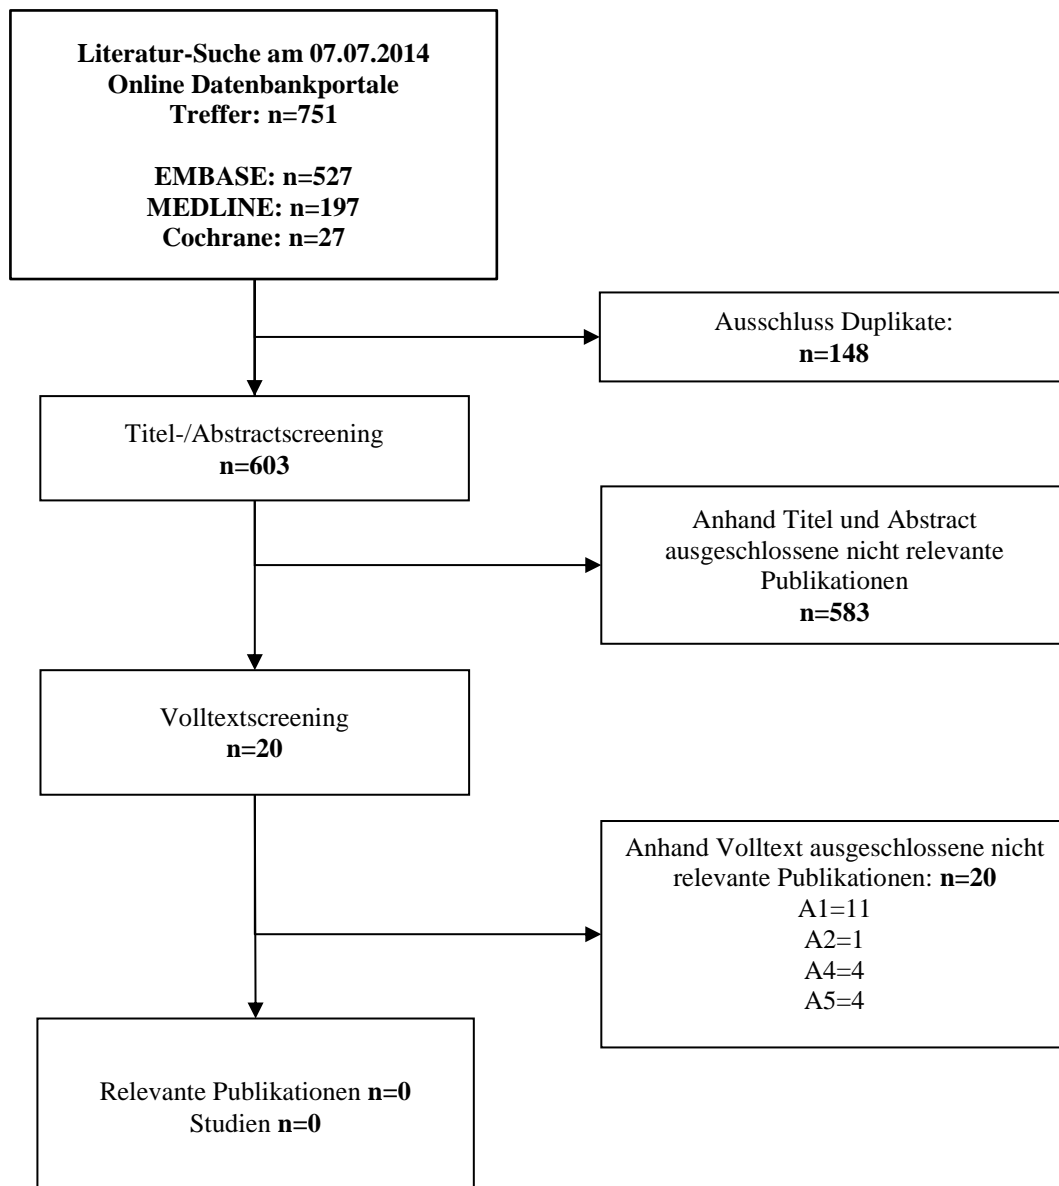 Literatur-Suche am 07.07.2014
Online Datenbankportale
Treffer: n=751
EMBASE: n=527
MEDLINE: n=197
Cochrane: n=27
Ausschluss Duplikate:
n=148
Titel-/Abstractscreening
n=603
Anhand Titel und Abstract
ausgeschlossene nicht relevante
Publikationen
n=583
Volltextscreening
n=20
Anhand Volltext ausgeschlossene nicht
relevante Publikationen: n=20
A1=11
A2=1
A4=4
A5=4
Relevante Publikationen n=0
Studien n=0